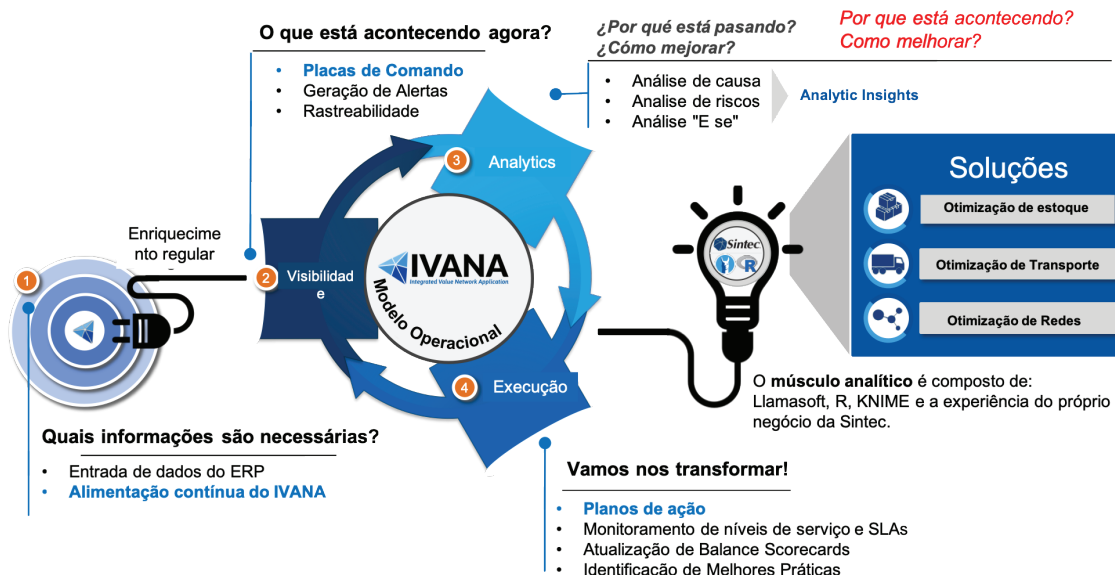 O que está acontecendo agora?
• Placas de Comando
• Geração de Alertas
• Rastreabilidade
¿Por qué está pasando?
¿Cómo mejorar?
Por que está acontecendo?
Como melhorar?
• Análise de causa
• Analise de riscos
• Análise "E se"
Analytic Insights
3
Analytics
Soluções
Otimização de estoque
Otimização de Transporte
Otimização de Redes
Sintec
R
Enriquecime
nto regular
1
2
Visibilidad
e
IVANA
Integrated Value Network Application
Modelo Operacional
4
Execução
O músculo analítico é composto de:
Llamasoft, R, KNIME e a experiência do próprio
negócio da Sintec.
Quais informações são necessárias?
• Entrada de dados do ERP
• Alimentação contínua do IVANA
Vamos nos transformar!
• Planos de ação
• Monitoramento de níveis de serviço e SLAs
• Atualização de Balance Scorecards
• Identificação de Melhores Práticas